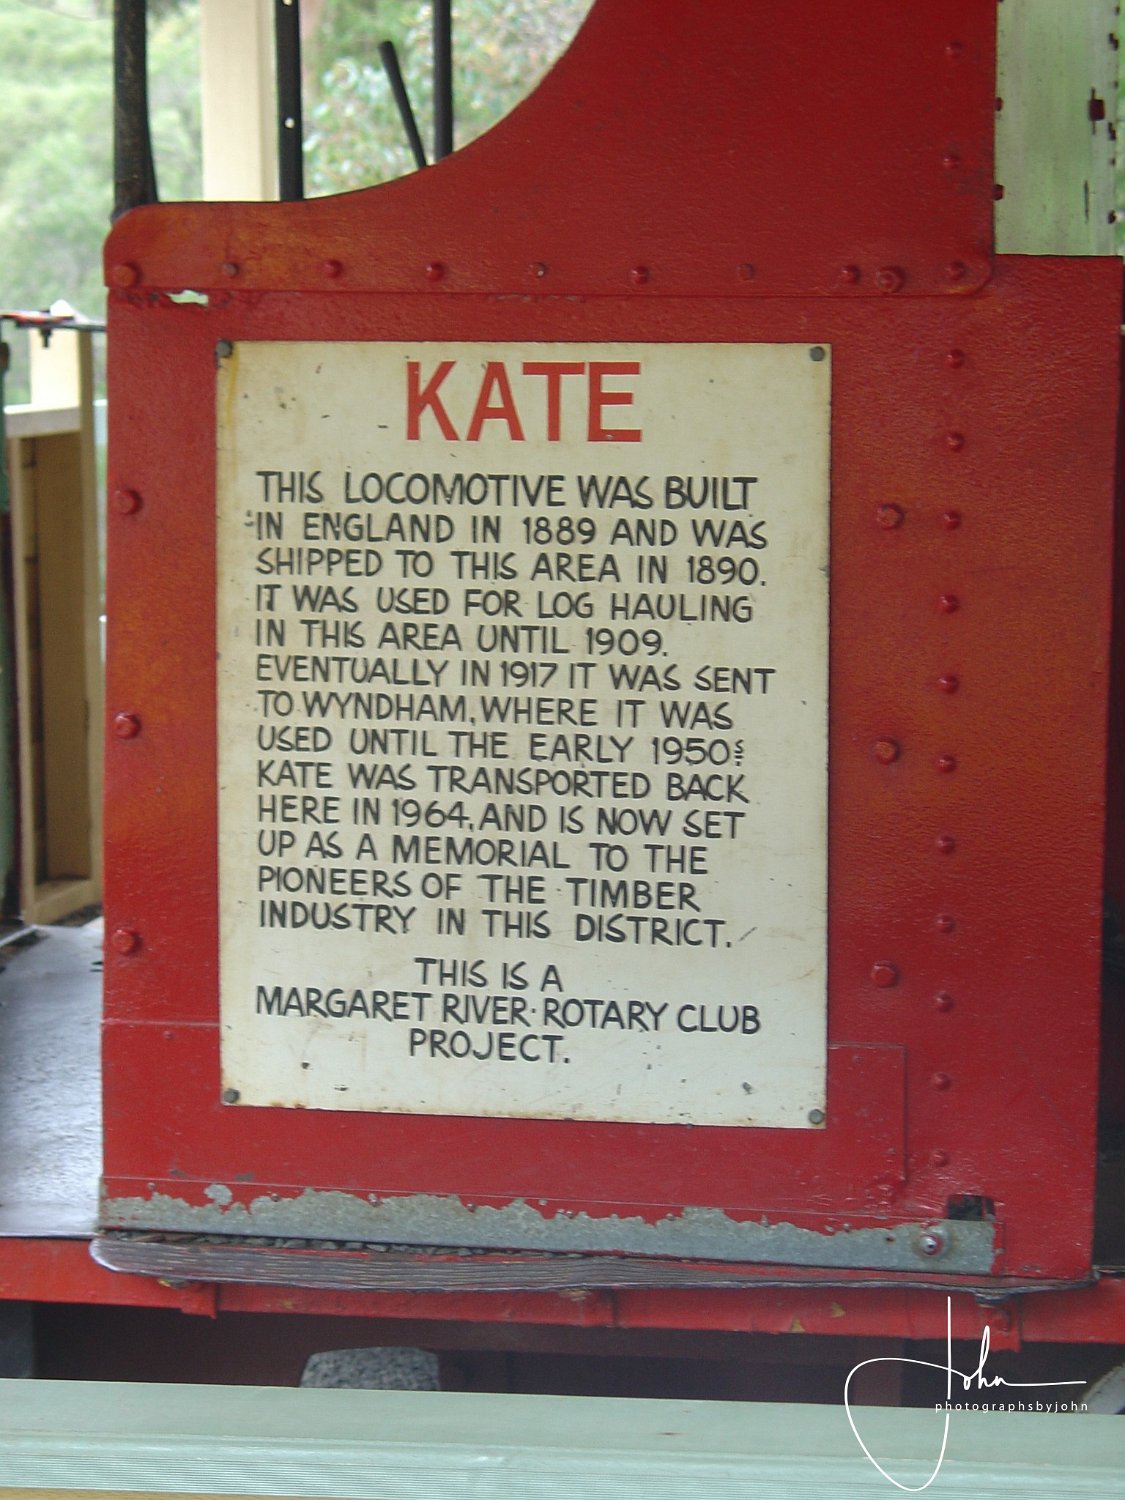 KATE
THIS LOCOMOTIVE WAS BUILT
IN ENGLAND IN 1889 AND WAS
SHIPPED TO THIS AREA IN 1890.
IT WAS USED FOR LOG HAULING
IN THIS AREA UNTIL 1909.
EVENTUALLY IN 1917 IT WAS SENT
TO WYNDHAM, WHERE IT WAS
USED UNTIL THE EARLY 1950s.
KATE WAS TRANSPORTED BACK
HERE IN 1964, AND IS NOW SET
UP AS A MEMORIAL TO THE
PIONEERS OF THE TIMBER
INDUSTRY IN THIS DISTRICT.
THIS IS A
MARGARET RIVER ROTARY CLUB
PROJECT.
John
photographsbyjohn